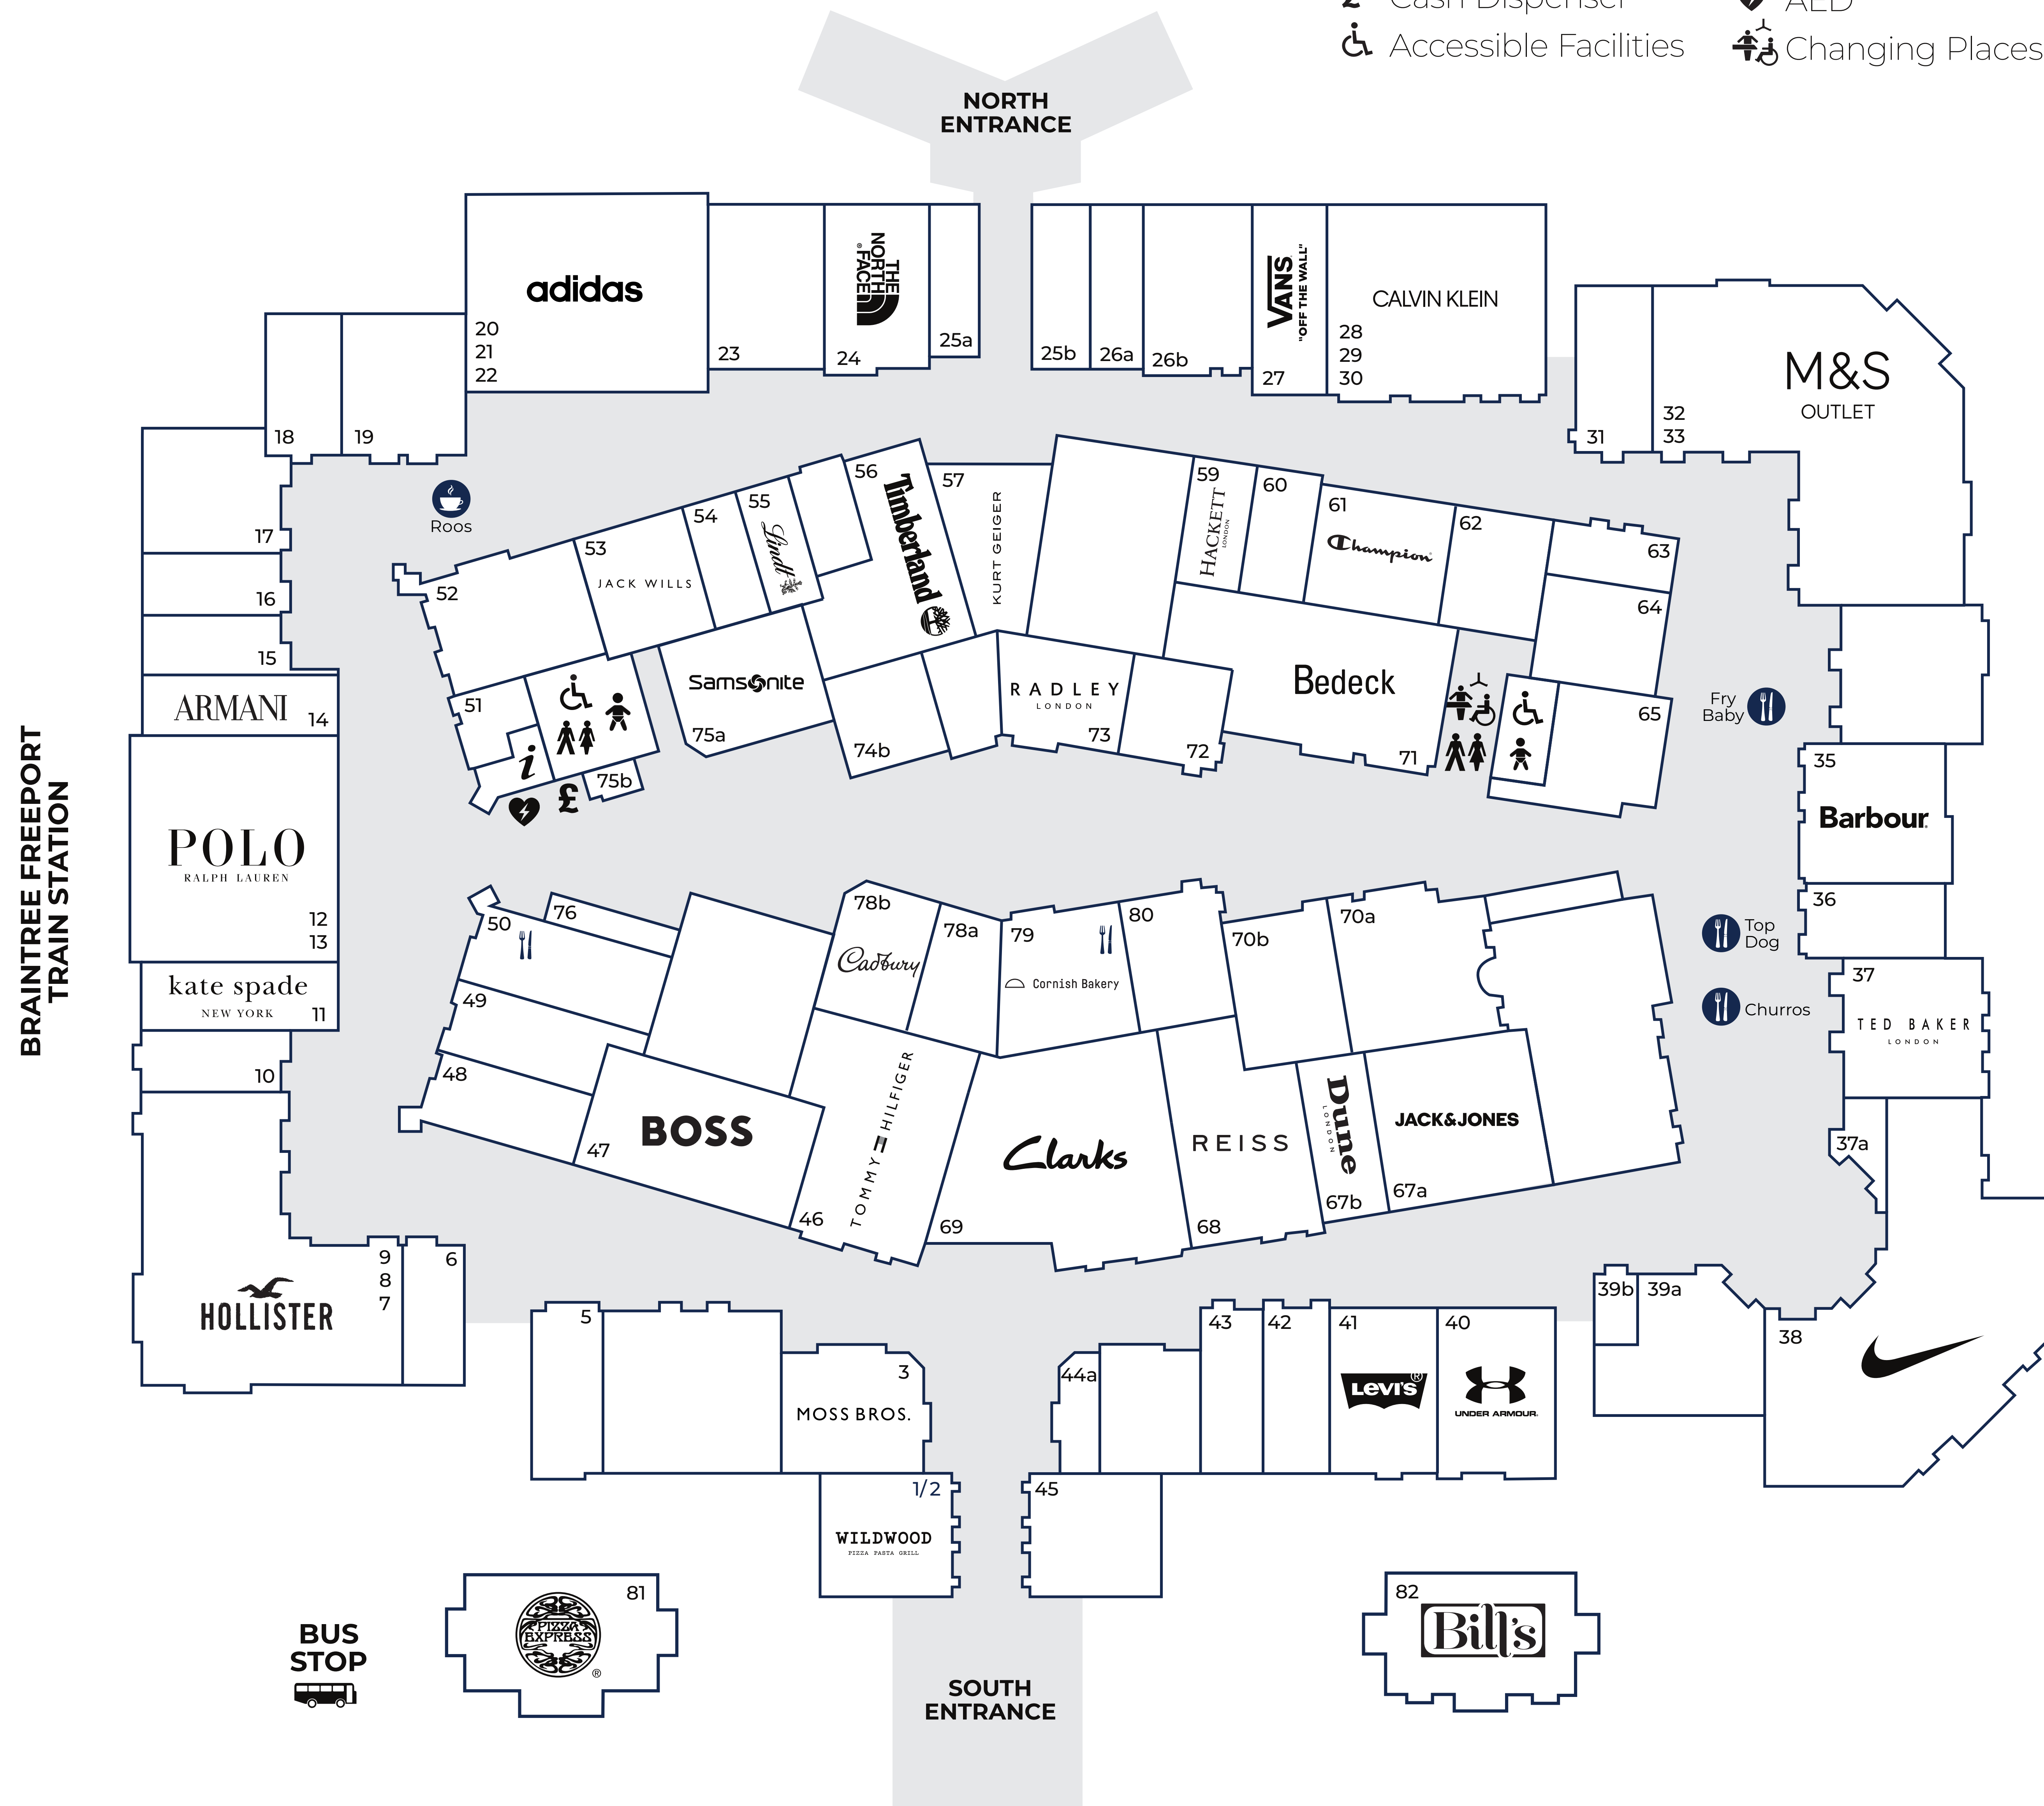 £ Cash Dispenser
AED
Accessible Facilities
Changing Places
NORTH
ENTRANCE
adidas
20
21
22
23
THE
NORTH
FACE®
24
25a
25b
26a
26b
VANS
"OFF THE WALL"
27
CALVIN KLEIN
28
29
30
31
M&S
OUTLET
32
33
18
19
17
16
15
ARMANI
14
POLO
RALPH LAUREN
12
13
kate spade
NEW YORK
11
10
HOLLISTER
9
8
7
6
BRAINTREE FREEPORT
TRAIN STATION
Roos
52
53
JACK WILLS
54
55
Lindt
56
Timberland
57
KURT GEIGER
59
HACKETT
LONDON
60
61
Champion
62
63
64
65
51
i
£
75b
Samsonite
75a
74b
RADLEY
LONDON
73
72
Bedeck
71
Fry
Baby
35
Barbour
36
Top
Dog
Churros
37
TED BAKER
LONDON
37a
50
76
49
48
BOSS
47
78b
Cadbury
78a
79
Cornish Bakery
80
70b
70a
TOMMY HILFIGER
46
Clarks
69
REISS
68
Dune
LONDON
67b
JACK&JONES
67a
5
3
MOSS BROS.
1/2
WILDWOOD
PIZZA PASTA GRILL
44a
43
42
41
LEVI'S®
40
UNDER ARMOUR
39b
39a
38
45
81
PIZZA
EXPRESS
®
82
Bill's
BUS
STOP
SOUTH
ENTRANCE